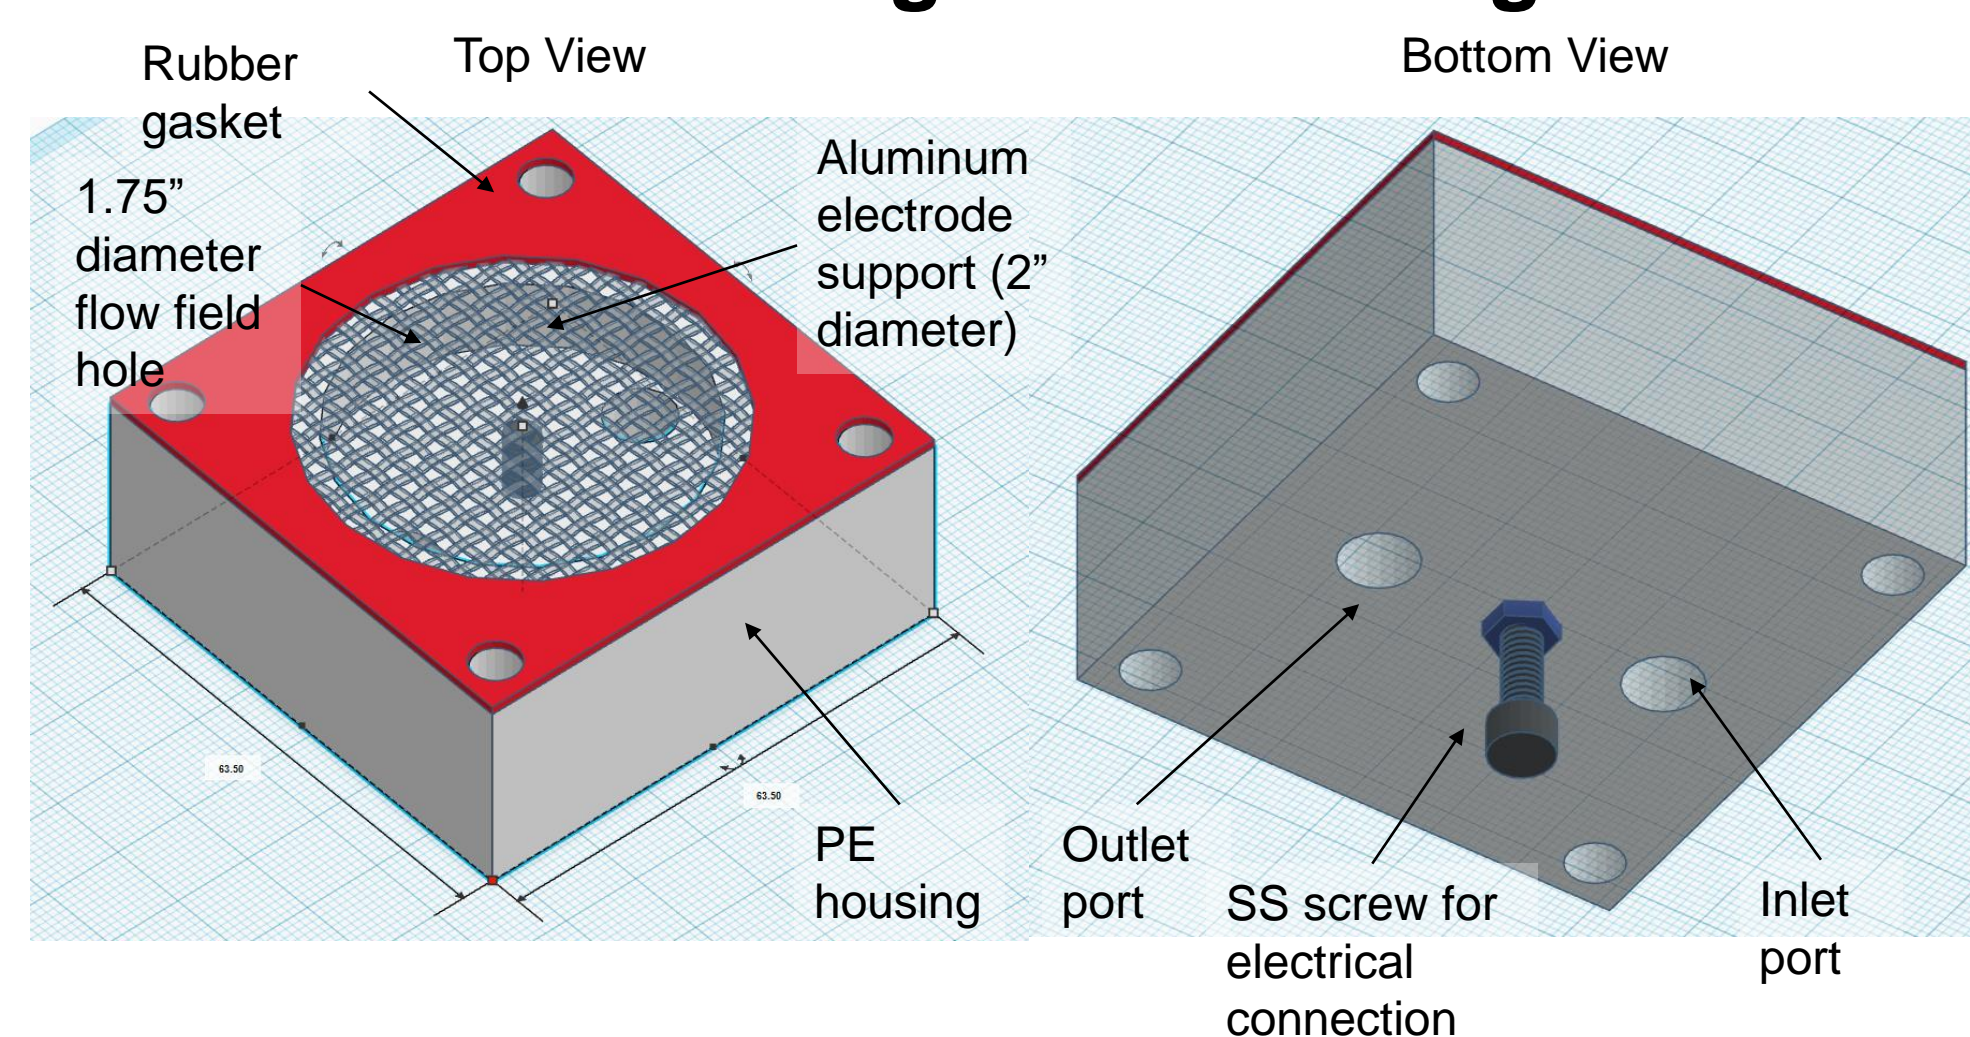 Top View
Bottom View
Rubber
gasket
1.75”
diameter
flow field
hole
Aluminum
electrode
support (2”
diameter)
63.50
63.50
PE
housing
Outlet
port
SS screw for
electrical
connection
Inlet
port